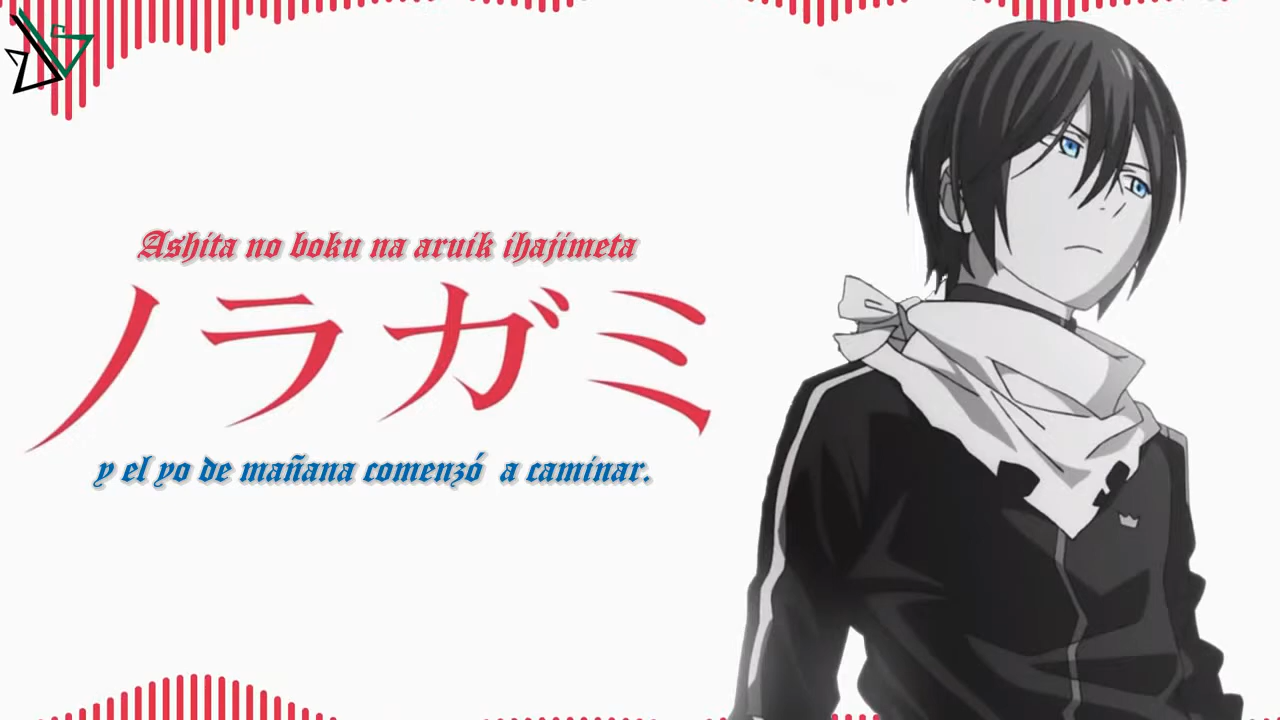 Ashita no boku na aruik ihajimeta
ノラガミ
y el yo de mañana comenzó a caminar.